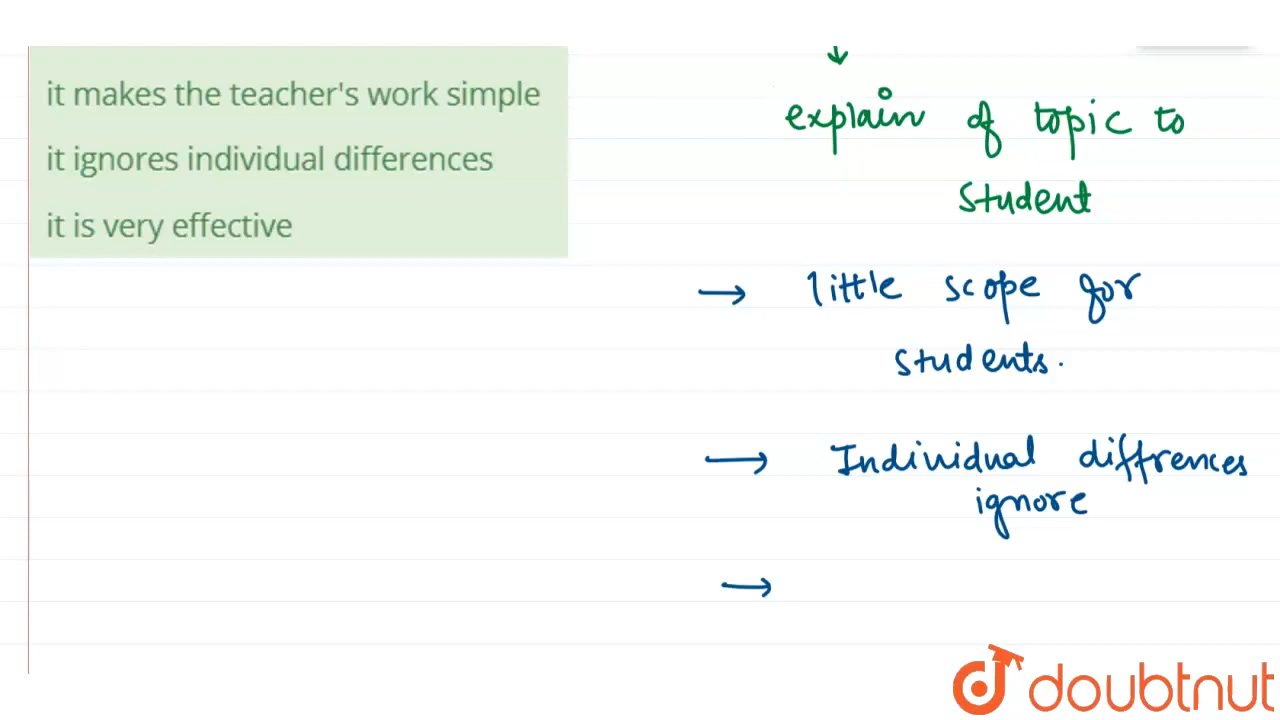 it makes the teacher's work simple
it ignores individual differences
it is very effective
↓
explain of topic to
student
→ little scope for
students.
→ Individual diffrences
ignore
→
doubtnut